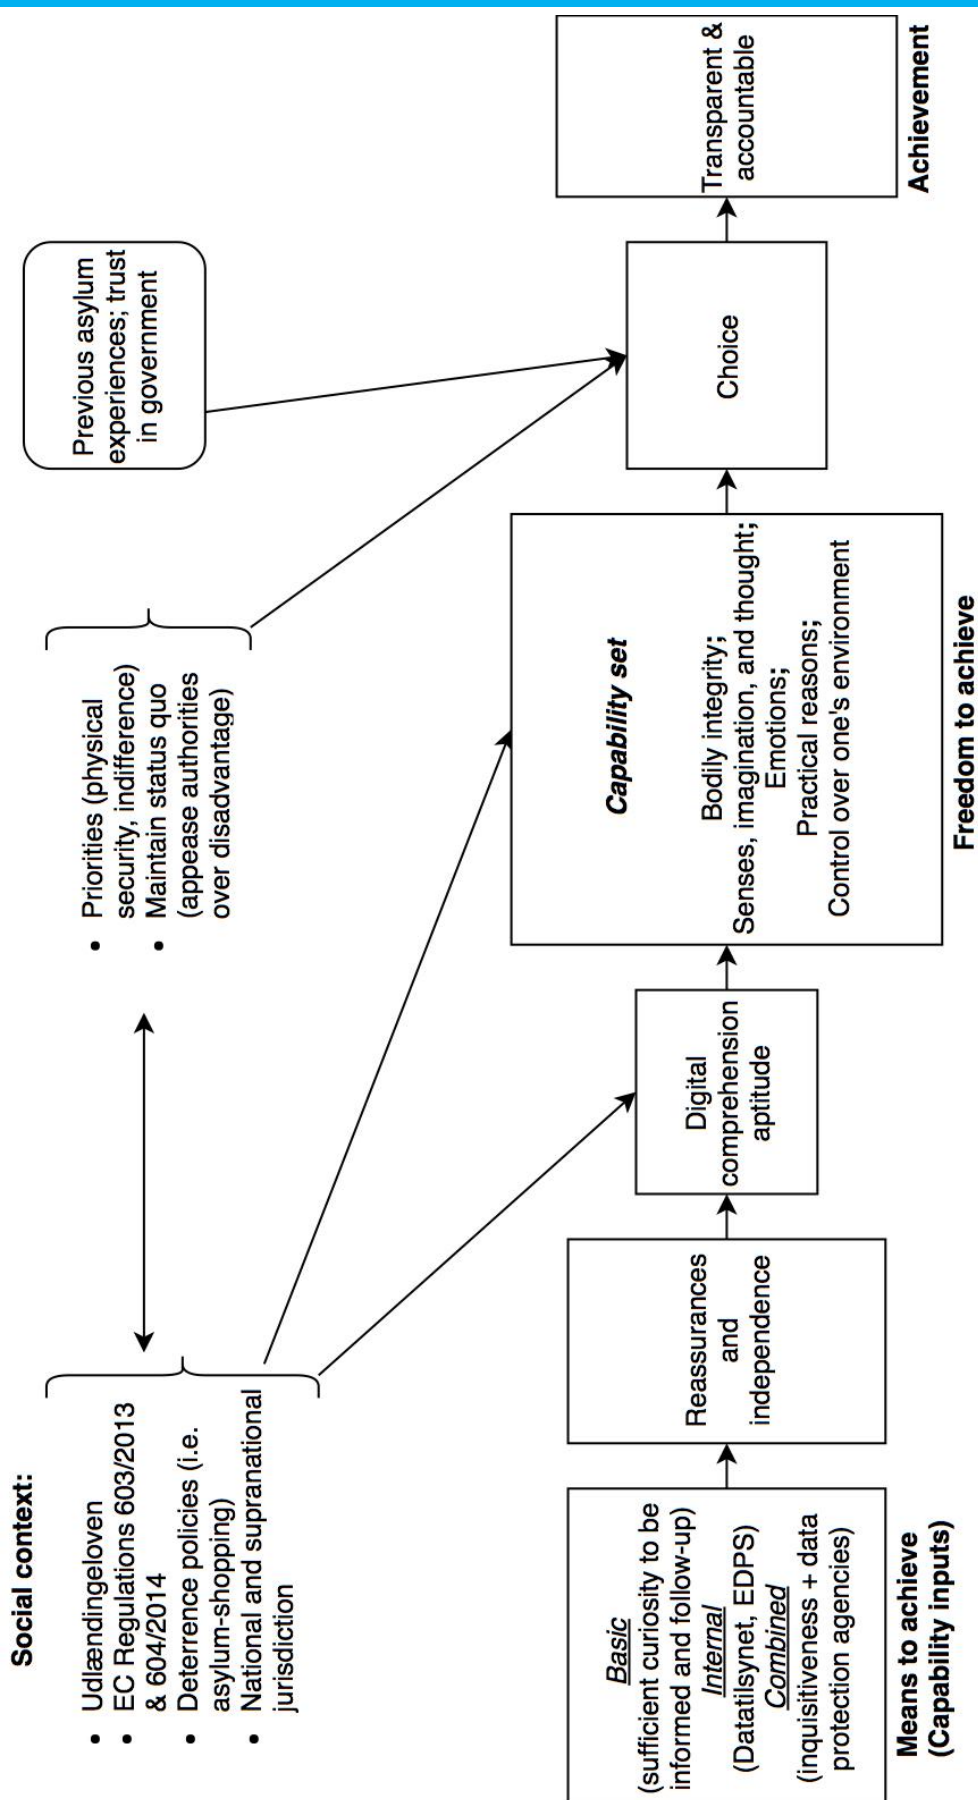 Social context:
• Udlændingeloven
• EC Regulations 603/2013
& 604/2014
• Deterrence policies (i.e.
asylum-shopping)
• National and supranational
jurisdiction
• Priorities (physical
security, indifference)
• Maintain status quo
(appease authorities
over disadvantage)
Previous asylum
experiences; trust
in government
Basic
(sufficient curiosity to be
informed and follow-up)
Internal
(Datatilsynet, EDPS)
Combined
(inquisitiveness + data
protection agencies)
Means to achieve
(Capability inputs)
Reassurances
and
independence
Digital
comprehension
aptitude
Capability set
Bodily integrity;
Senses, imagination, and thought;
Emotions;
Practical reasons;
Control over one's environment
Freedom to achieve
Choice
Transparent &
accountable
Achievement